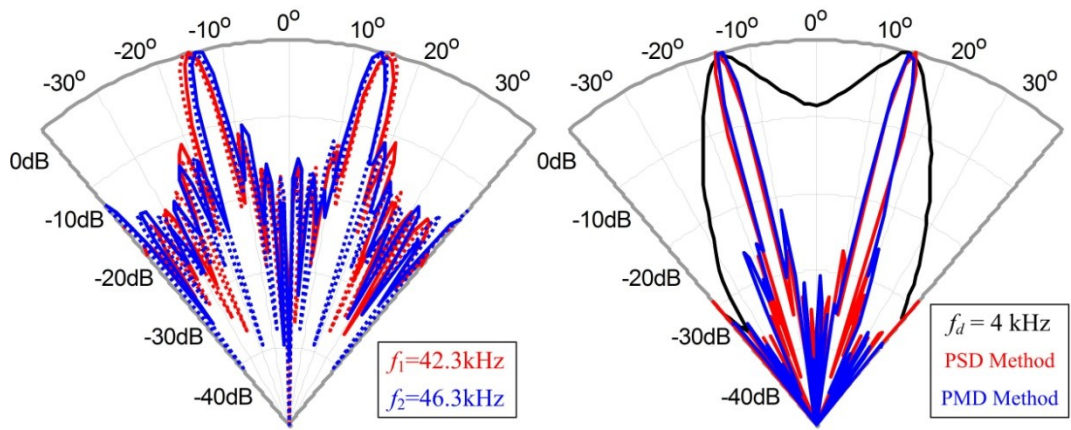 0°
-10°
10°
-20°
20°
-30°
30°
0dB
-10dB
-20dB
-30dB
-40dB
f1=42.3kHz
f2=46.3kHz
0°
-10°
10°
-20°
20°
-30°
30°
0dB
-10dB
-20dB
-30dB
-40dB
fd = 4 kHz
PSD Method
PMD Method